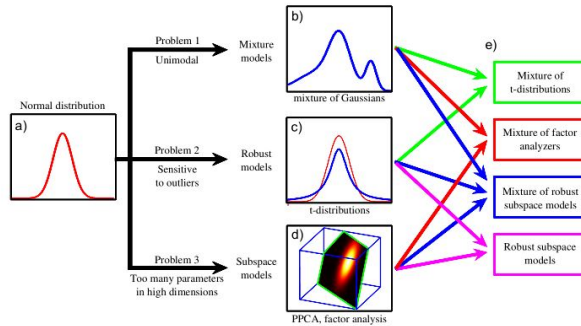 Normal distribution
a)
Problem 1
Unimodal
Mixture
models
b)
mixture of Gaussians
Problem 2
Sensitive
to outliers
Robust
models
c)
t-distributions
Problem 3
Too many parameters
in high dimensions
Subspace
models
d)
PPCA, factor analysis
e)
Mixture of
t-distributions
Mixture of factor
analyzers
Mixture of robust
subspace models
Robust subspace
models